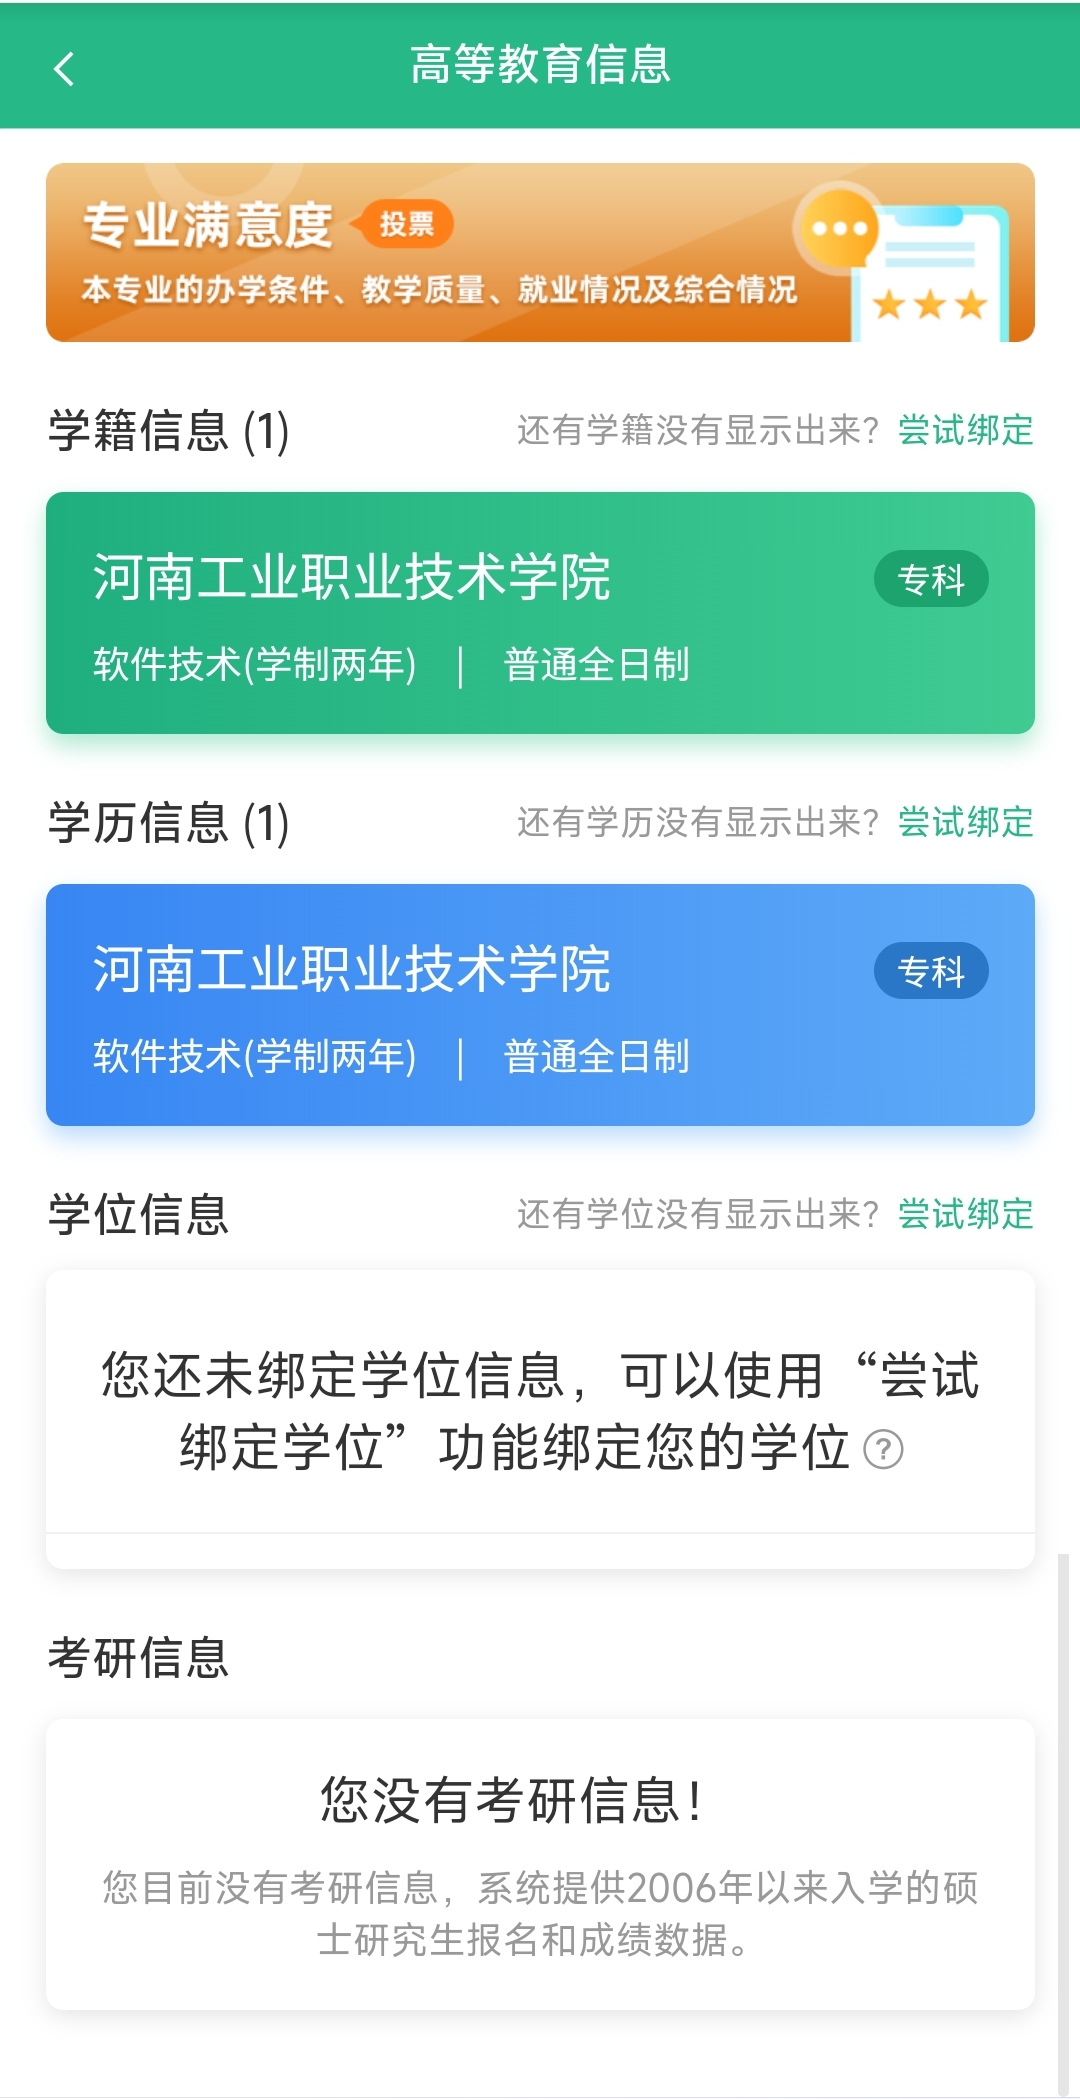 高等教育信息
专业满意度 投票
本专业的办学条件、教学质量、就业情况及综合情况
学籍信息 (1) 还有学籍没有显示出来? 尝试绑定
河南工业职业技术学院 专科
软件技术(学制两年) | 普通全日制
学历信息 (1) 还有学历没有显示出来? 尝试绑定
河南工业职业技术学院 专科
软件技术(学制两年) | 普通全日制
学位信息 还有学位没有显示出来? 尝试绑定
您还未绑定学位信息，可以使用“尝试
绑定学位”功能绑定您的学位?
考研信息
您没有考研信息！
您目前没有考研信息，系统提供2006年以来入学的硕
士研究生报名和成绩数据。